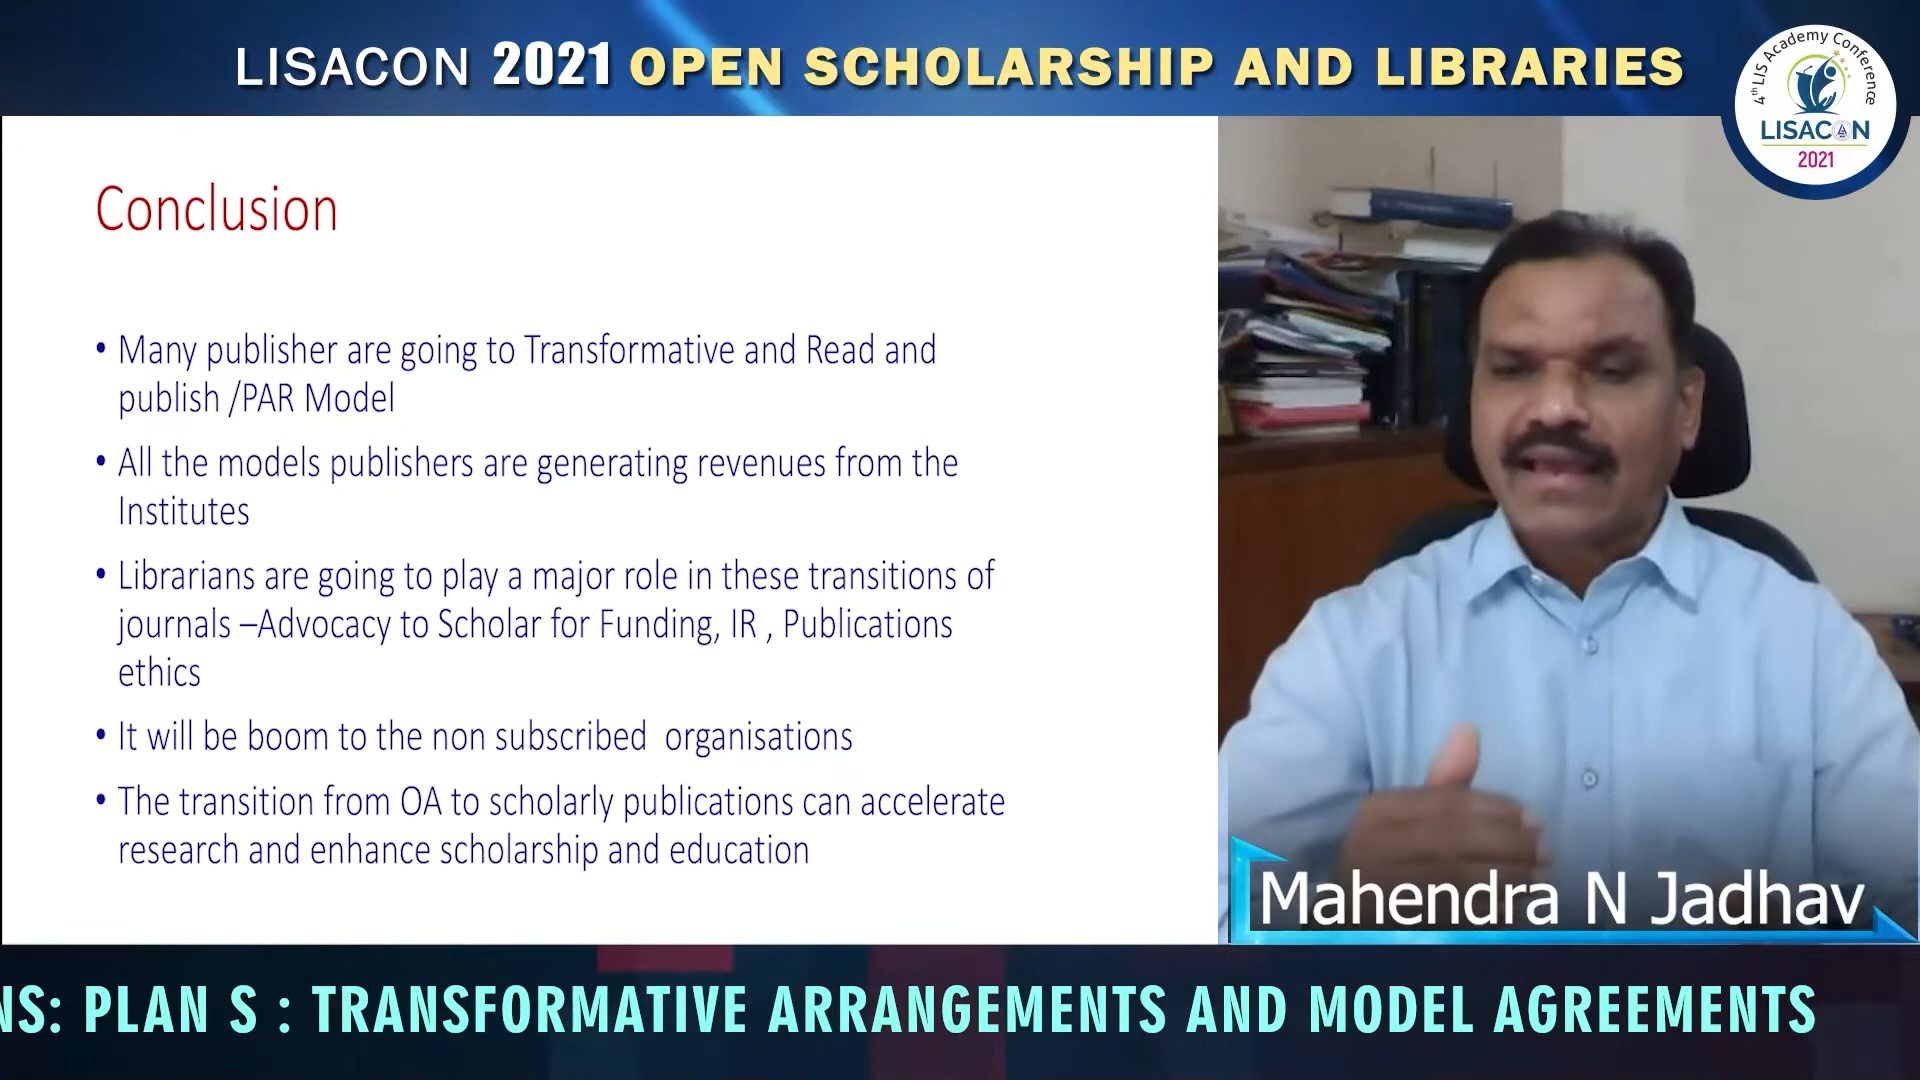 LISACON 2021 OPEN SCHOLARSHIP AND LIBRARIES
4th LIS Academy Conference
LISACON
2021
Conclusion
• Many publisher are going to Transformative and Read and
publish /PAR Model
• All the models publishers are generating revenues from the
Institutes
• Librarians are going to play a major role in these transitions of
journals –Advocacy to Scholar for Funding, IR , Publications
ethics
• It will be boom to the non subscribed  organisations
• The transition from OA to scholarly publications can accelerate
research and enhance scholarship and education
Mahendra N Jadhav
NS: PLAN S : TRANSFORMATIVE ARRANGEMENTS AND MODEL AGREEMENTS